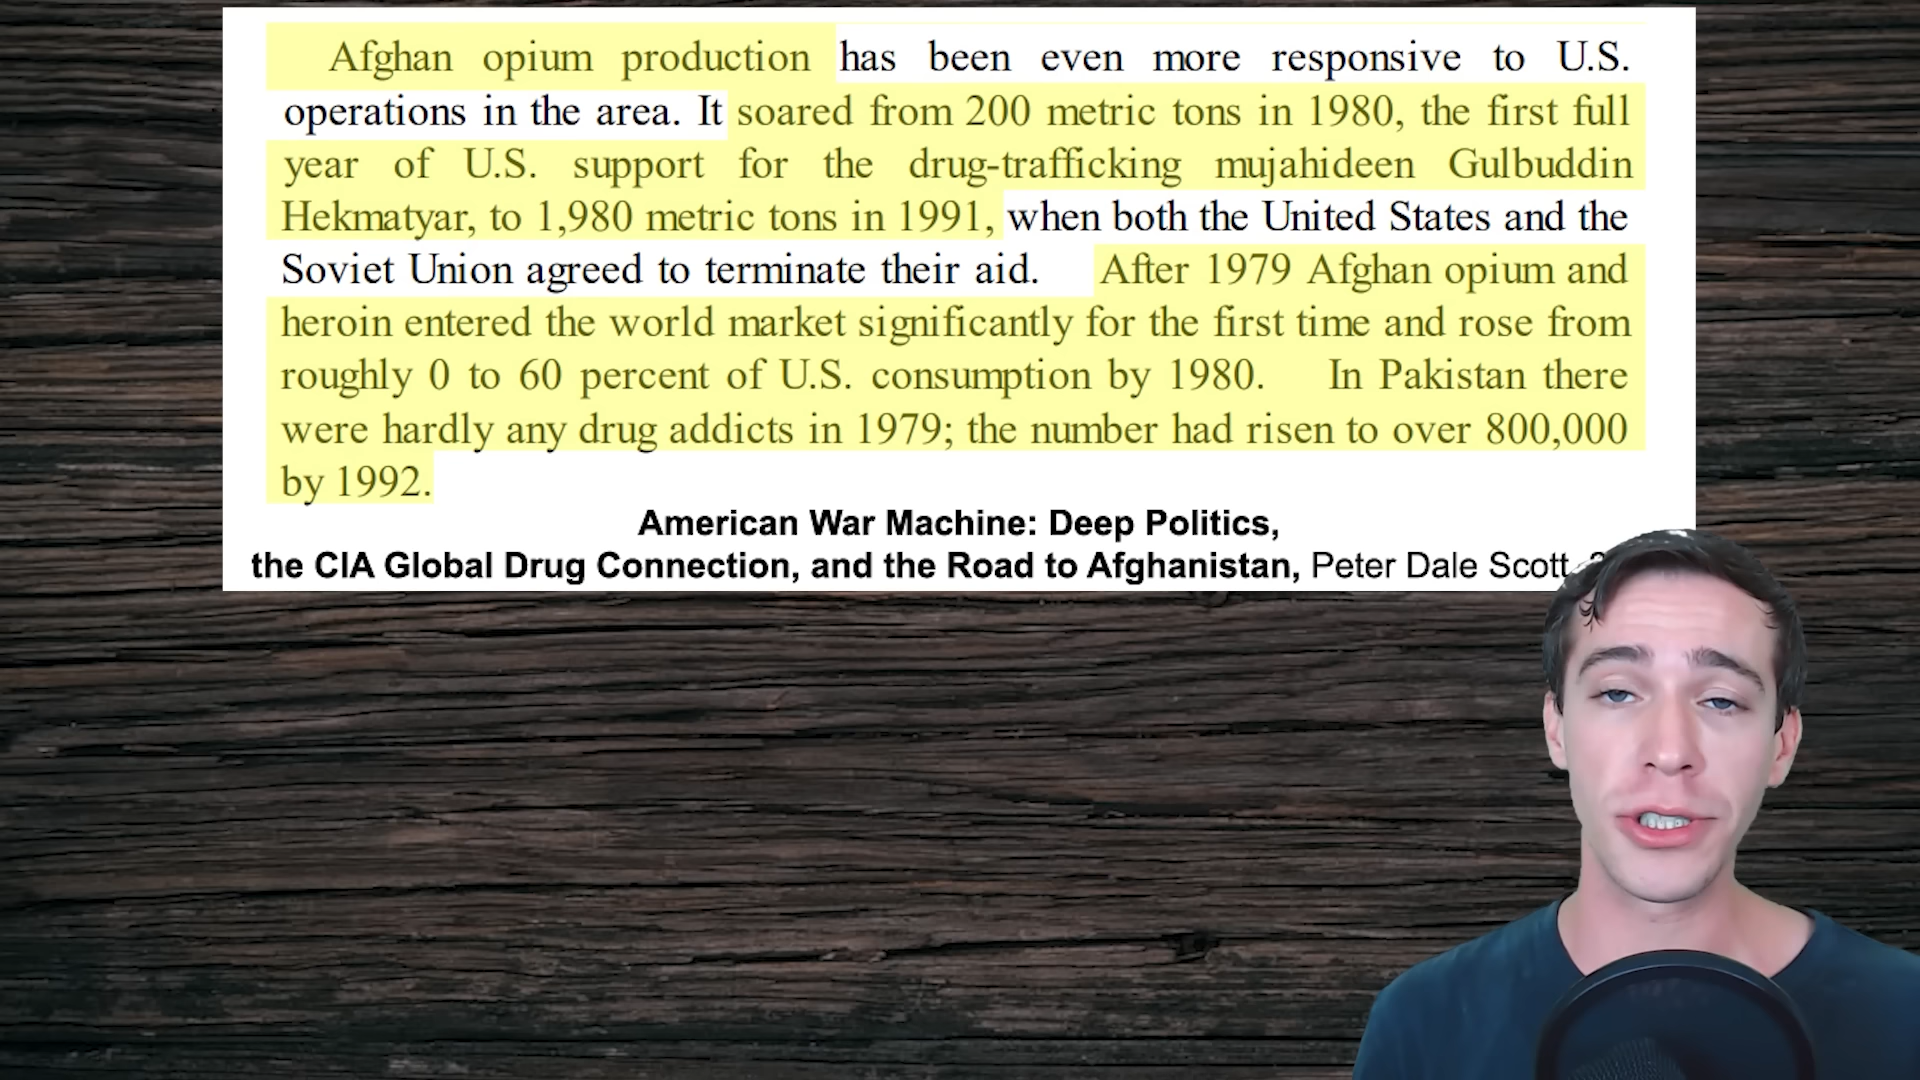 Afghan opium production has been even more responsive to U.S.
operations in the area. It soared from 200 metric tons in 1980, the first full
year of U.S. support for the drug-trafficking mujahideen Gulbuddin
Hekmatyar, to 1,980 metric tons in 1991, when both the United States and the
Soviet Union agreed to terminate their aid. After 1979 Afghan opium and
heroin entered the world market significantly for the first time and rose from
roughly 0 to 60 percent of U.S. consumption by 1980. In Pakistan there
were hardly any drug addicts in 1979; the number had risen to over 800,000
by 1992.
American War Machine: Deep Politics,
the CIA Global Drug Connection, and the Road to Afghanistan, Peter Dale Scott